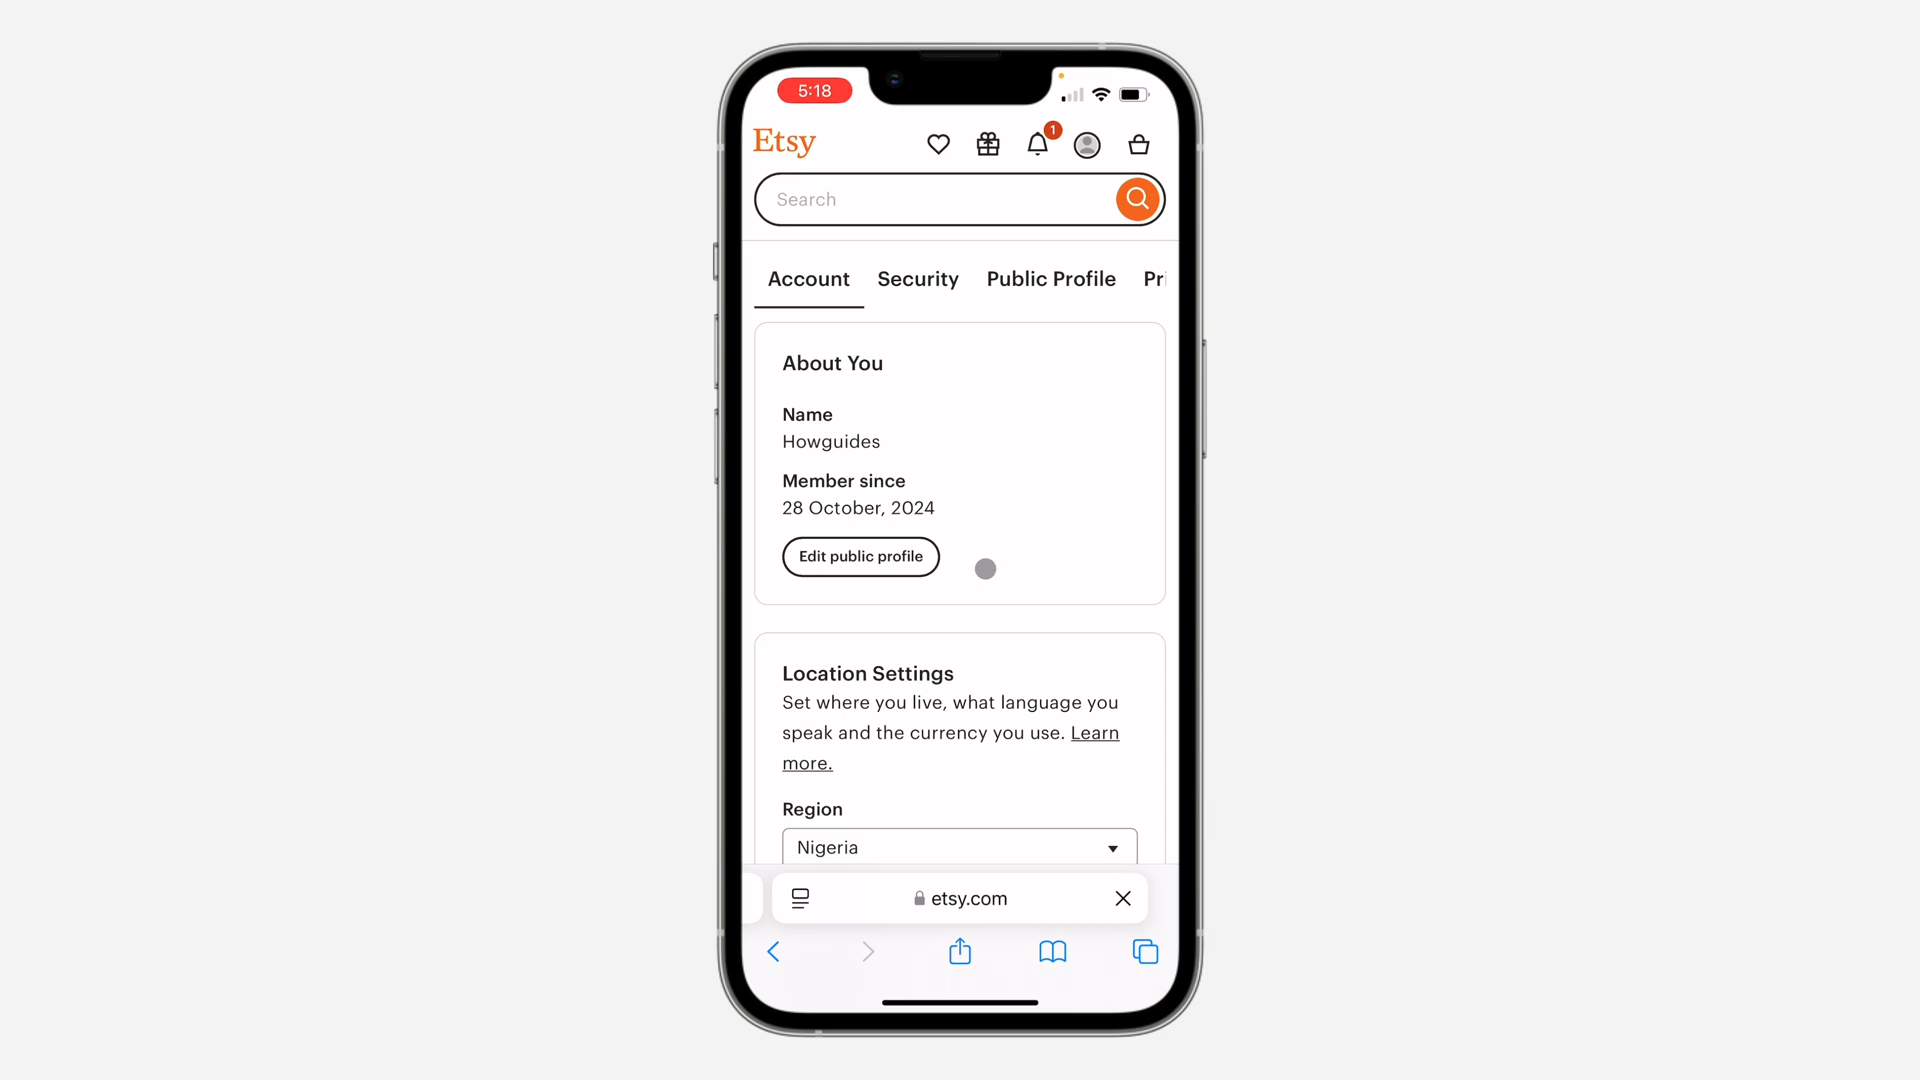 5:18
Etsy
1
Search
Account Security Public Profile Pri
About You
Name
Howguides
Member since
28 October, 2024
Edit public profile
Location Settings
Set where you live, what language you
speak and the currency you use. Learn
more.
Region
Nigeria
etsy.com